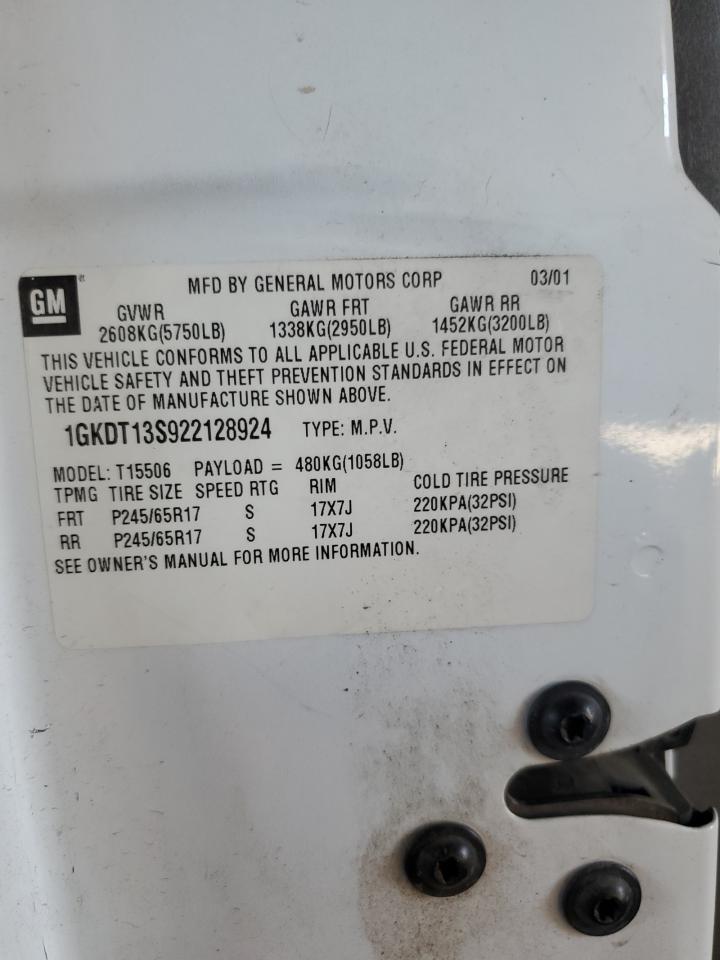 GM
MFD BY GENERAL MOTORS CORP 03/01
GVWR GAWR FRT GAWR RR
2608KG(5750LB) 1338KG(2950LB) 1452KG(3200LB)
THIS VEHICLE CONFORMS TO ALL APPLICABLE U.S. FEDERAL MOTOR
VEHICLE SAFETY AND THEFT PREVENTION STANDARDS IN EFFECT ON
THE DATE OF MANUFACTURE SHOWN ABOVE.
1GKDT13S922128924 TYPE: M.P.V.
MODEL: T15506 PAYLOAD = 480KG(1058LB)
TPMG TIRE SIZE SPEED RTG RIM COLD TIRE PRESSURE
FRT P245/65R17 S 17X7J 220KPA(32PSI)
RR P245/65R17 S 17X7J 220KPA(32PSI)
SEE OWNER'S MANUAL FOR MORE INFORMATION.